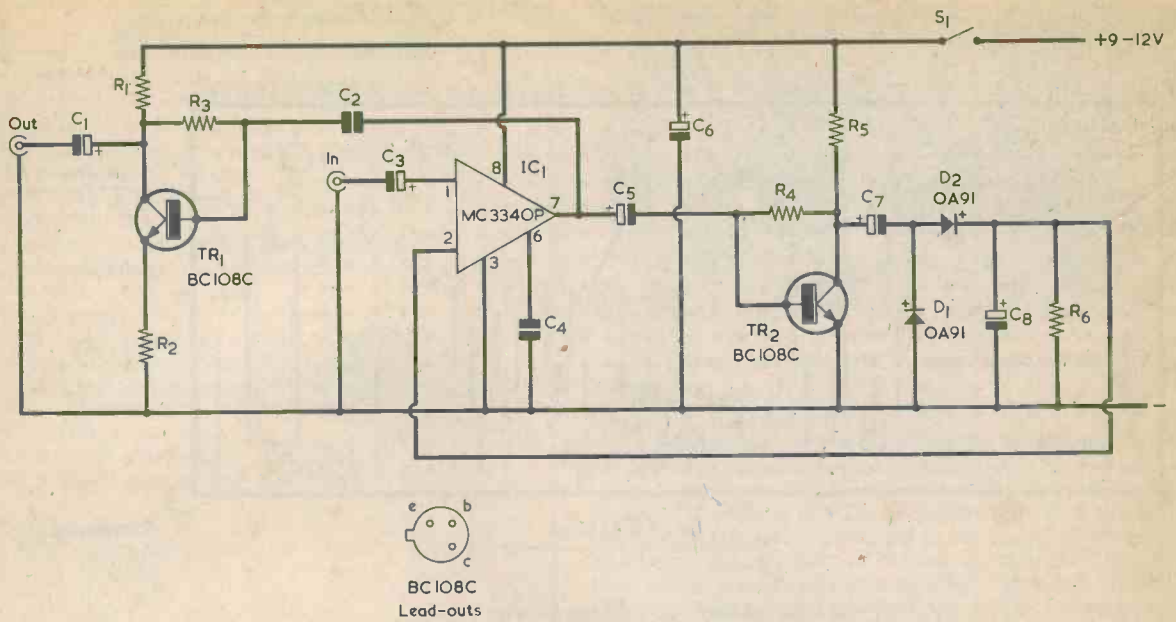 S1
+9-12V
R1
R3
C2
Out
C1
+
In
C3
+
8
IC1
1
MC3340P
7
2
6
3
C4
TR1
BC108C
R2
+
C6
R5
C5
+
R4
+
C7
D2
OA91
+
TR2
BC108C
+
D1
OA91
+
C8
R6
-
e
b
c
BC108C
Lead-outs